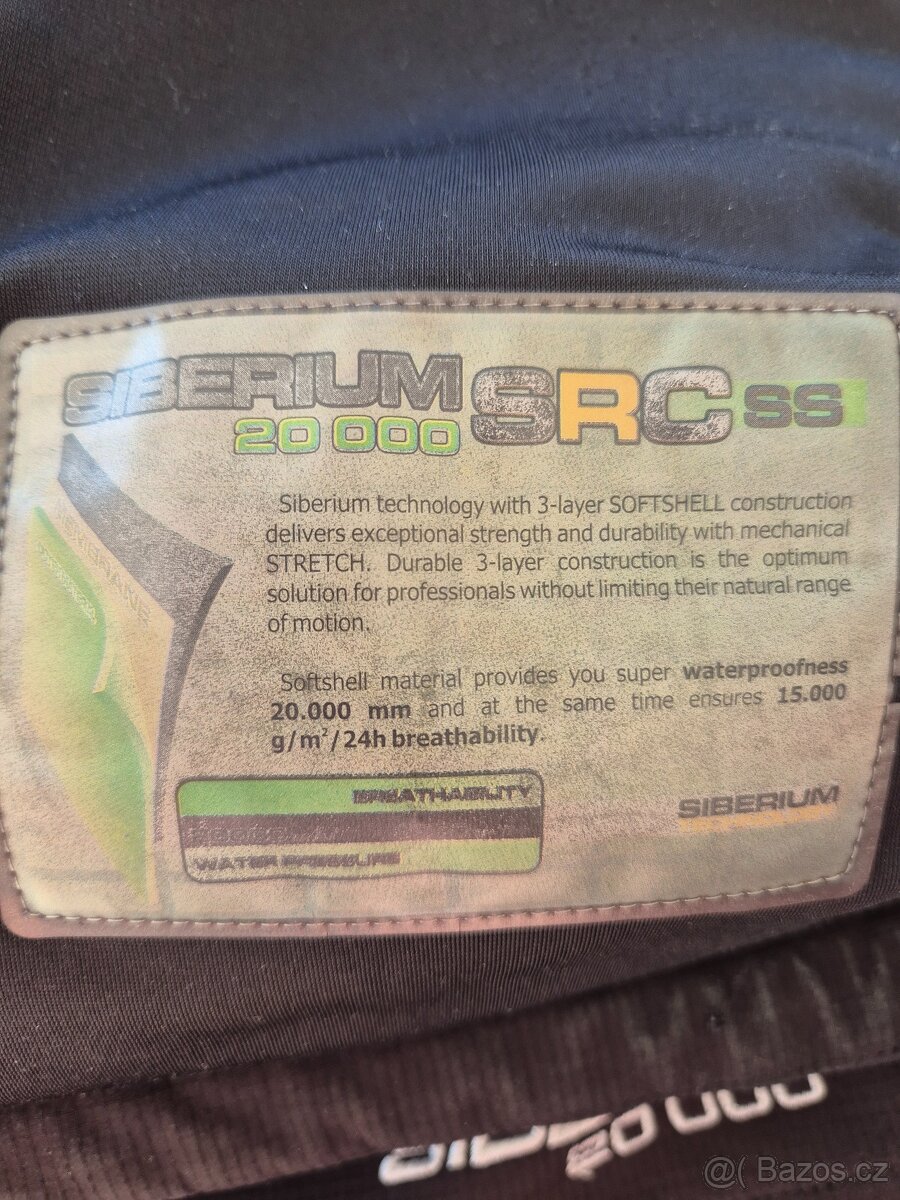 SIBERIUM SRC SS
20 000
Siberium technology with 3-layer SOFTSHELL construction
delivers exceptional strength and durability with mechanical
STRETCH. Durable 3-layer construction is the optimum
solution for professionals without limiting their natural range
of motion.
MEMBRANE
Softshell material provides you super waterproofness
20.000 mm and at the same time ensures 15.000
g/m²/24h breathability.
BREATHABILITY
WATER PRESSURE
SIBERIUM
20 000
@( Bazos.cz